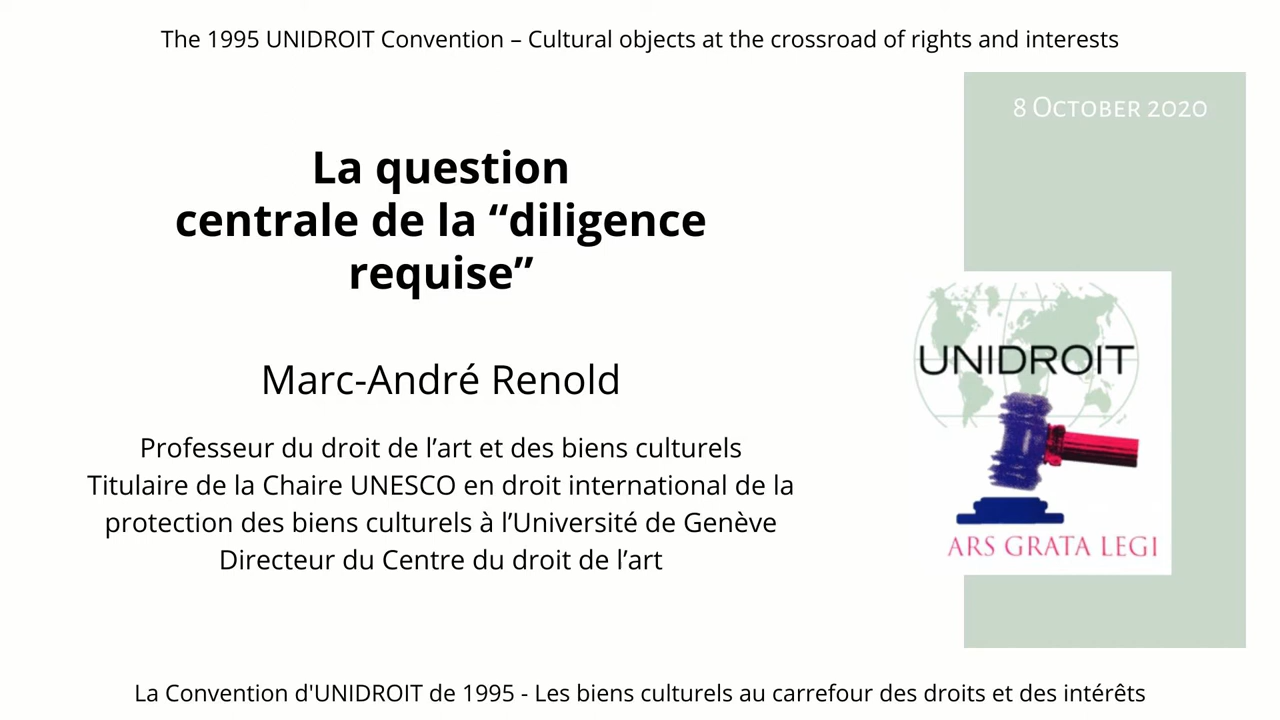 The 1995 UNIDROIT Convention – Cultural objects at the crossroad of rights and interests
8 October 2020
La question
centrale de la “diligence
requise”
Marc-André Renold
Professeur du droit de l’art et des biens culturels
Titulaire de la Chaire UNESCO en droit international de la
protection des biens culturels à l’Université de Genève
Directeur du Centre du droit de l’art
UNIDROIT
ARS GRATA LEGI
La Convention d'UNIDROIT de 1995 - Les biens culturels au carrefour des droits et des intérêts